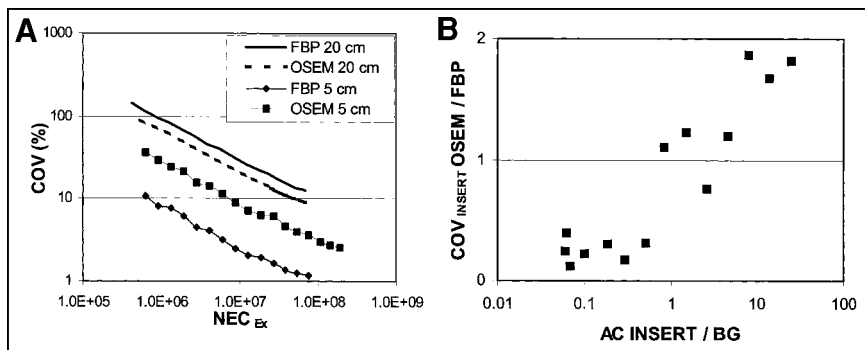 A
1000
100
10
1
COV (%)
FBP 20 cm
OSEM 20 cm
FBP 5 cm
OSEM 5 cm
1.0E+05 1.0E+06 1.0E+07 1.0E+08 1.0E+09
NEC Ex
B
2
1
0
COV INSERT OSEM / FBP
0.01 0.1 1 10 100
AC INSERT / BG